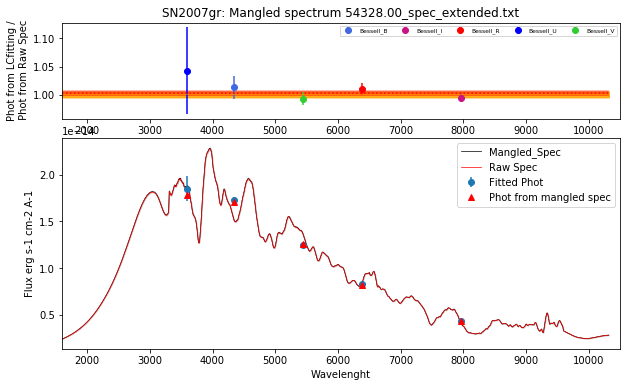 SN2007gr: Mangled spectrum 54328.00_spec_extended.txt
Phot from LCfitting /
Phot from Raw Spec
1.10
1.05
1.00
Bessell_B
Bessell_I
Bessell_R
Bessell_U
Bessell_V
2000 3000 4000 5000 6000 7000 8000 9000 10000
1e−14
Flux erg s-1 cm-2 A-1
2.0
1.5
1.0
0.5
Mangled_Spec
Raw Spec
Fitted Phot
Phot from mangled spec
2000 3000 4000 5000 6000 7000 8000 9000 10000
Wavelenght